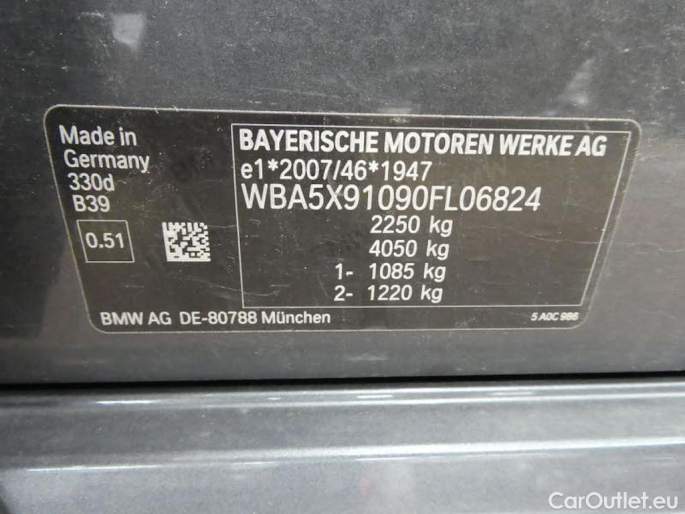 Made in
Germany
330d
B39
0.51
BAYERISCHE MOTOREN WERKE AG
e1*2007/46*1947
WBA5X91090FL06824
2250 kg
4050 kg
1- 1085 kg
2- 1220 kg
BMW AG DE-80788 München
5 A0C 986
CarOutlet.eu